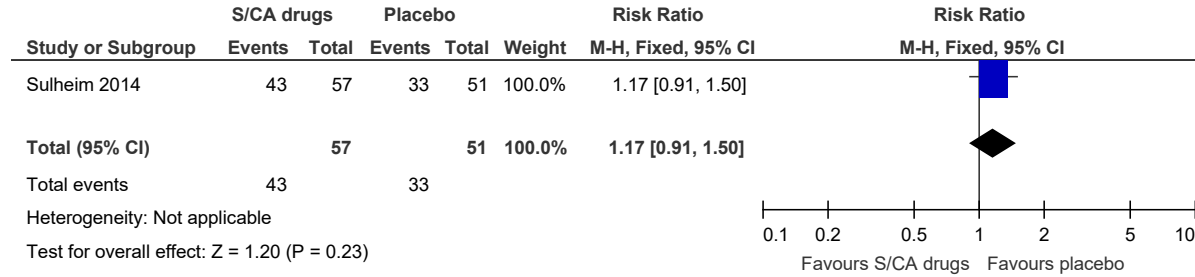 S/CA drugs Placebo Risk Ratio Risk Ratio
Study or Subgroup Events Total Events Total Weight M-H, Fixed, 95% CI M-H, Fixed, 95% CI
Sulheim 2014 43 57 33 51 100.0% 1.17 [0.91, 1.50]
Total (95% CI) 57 51 100.0% 1.17 [0.91, 1.50]
Total events 43 33
Heterogeneity: Not applicable
Test for overall effect: Z = 1.20 (P = 0.23)
0.1 0.2 0.5 1 2 5 10
Favours S/CA drugs Favours placebo